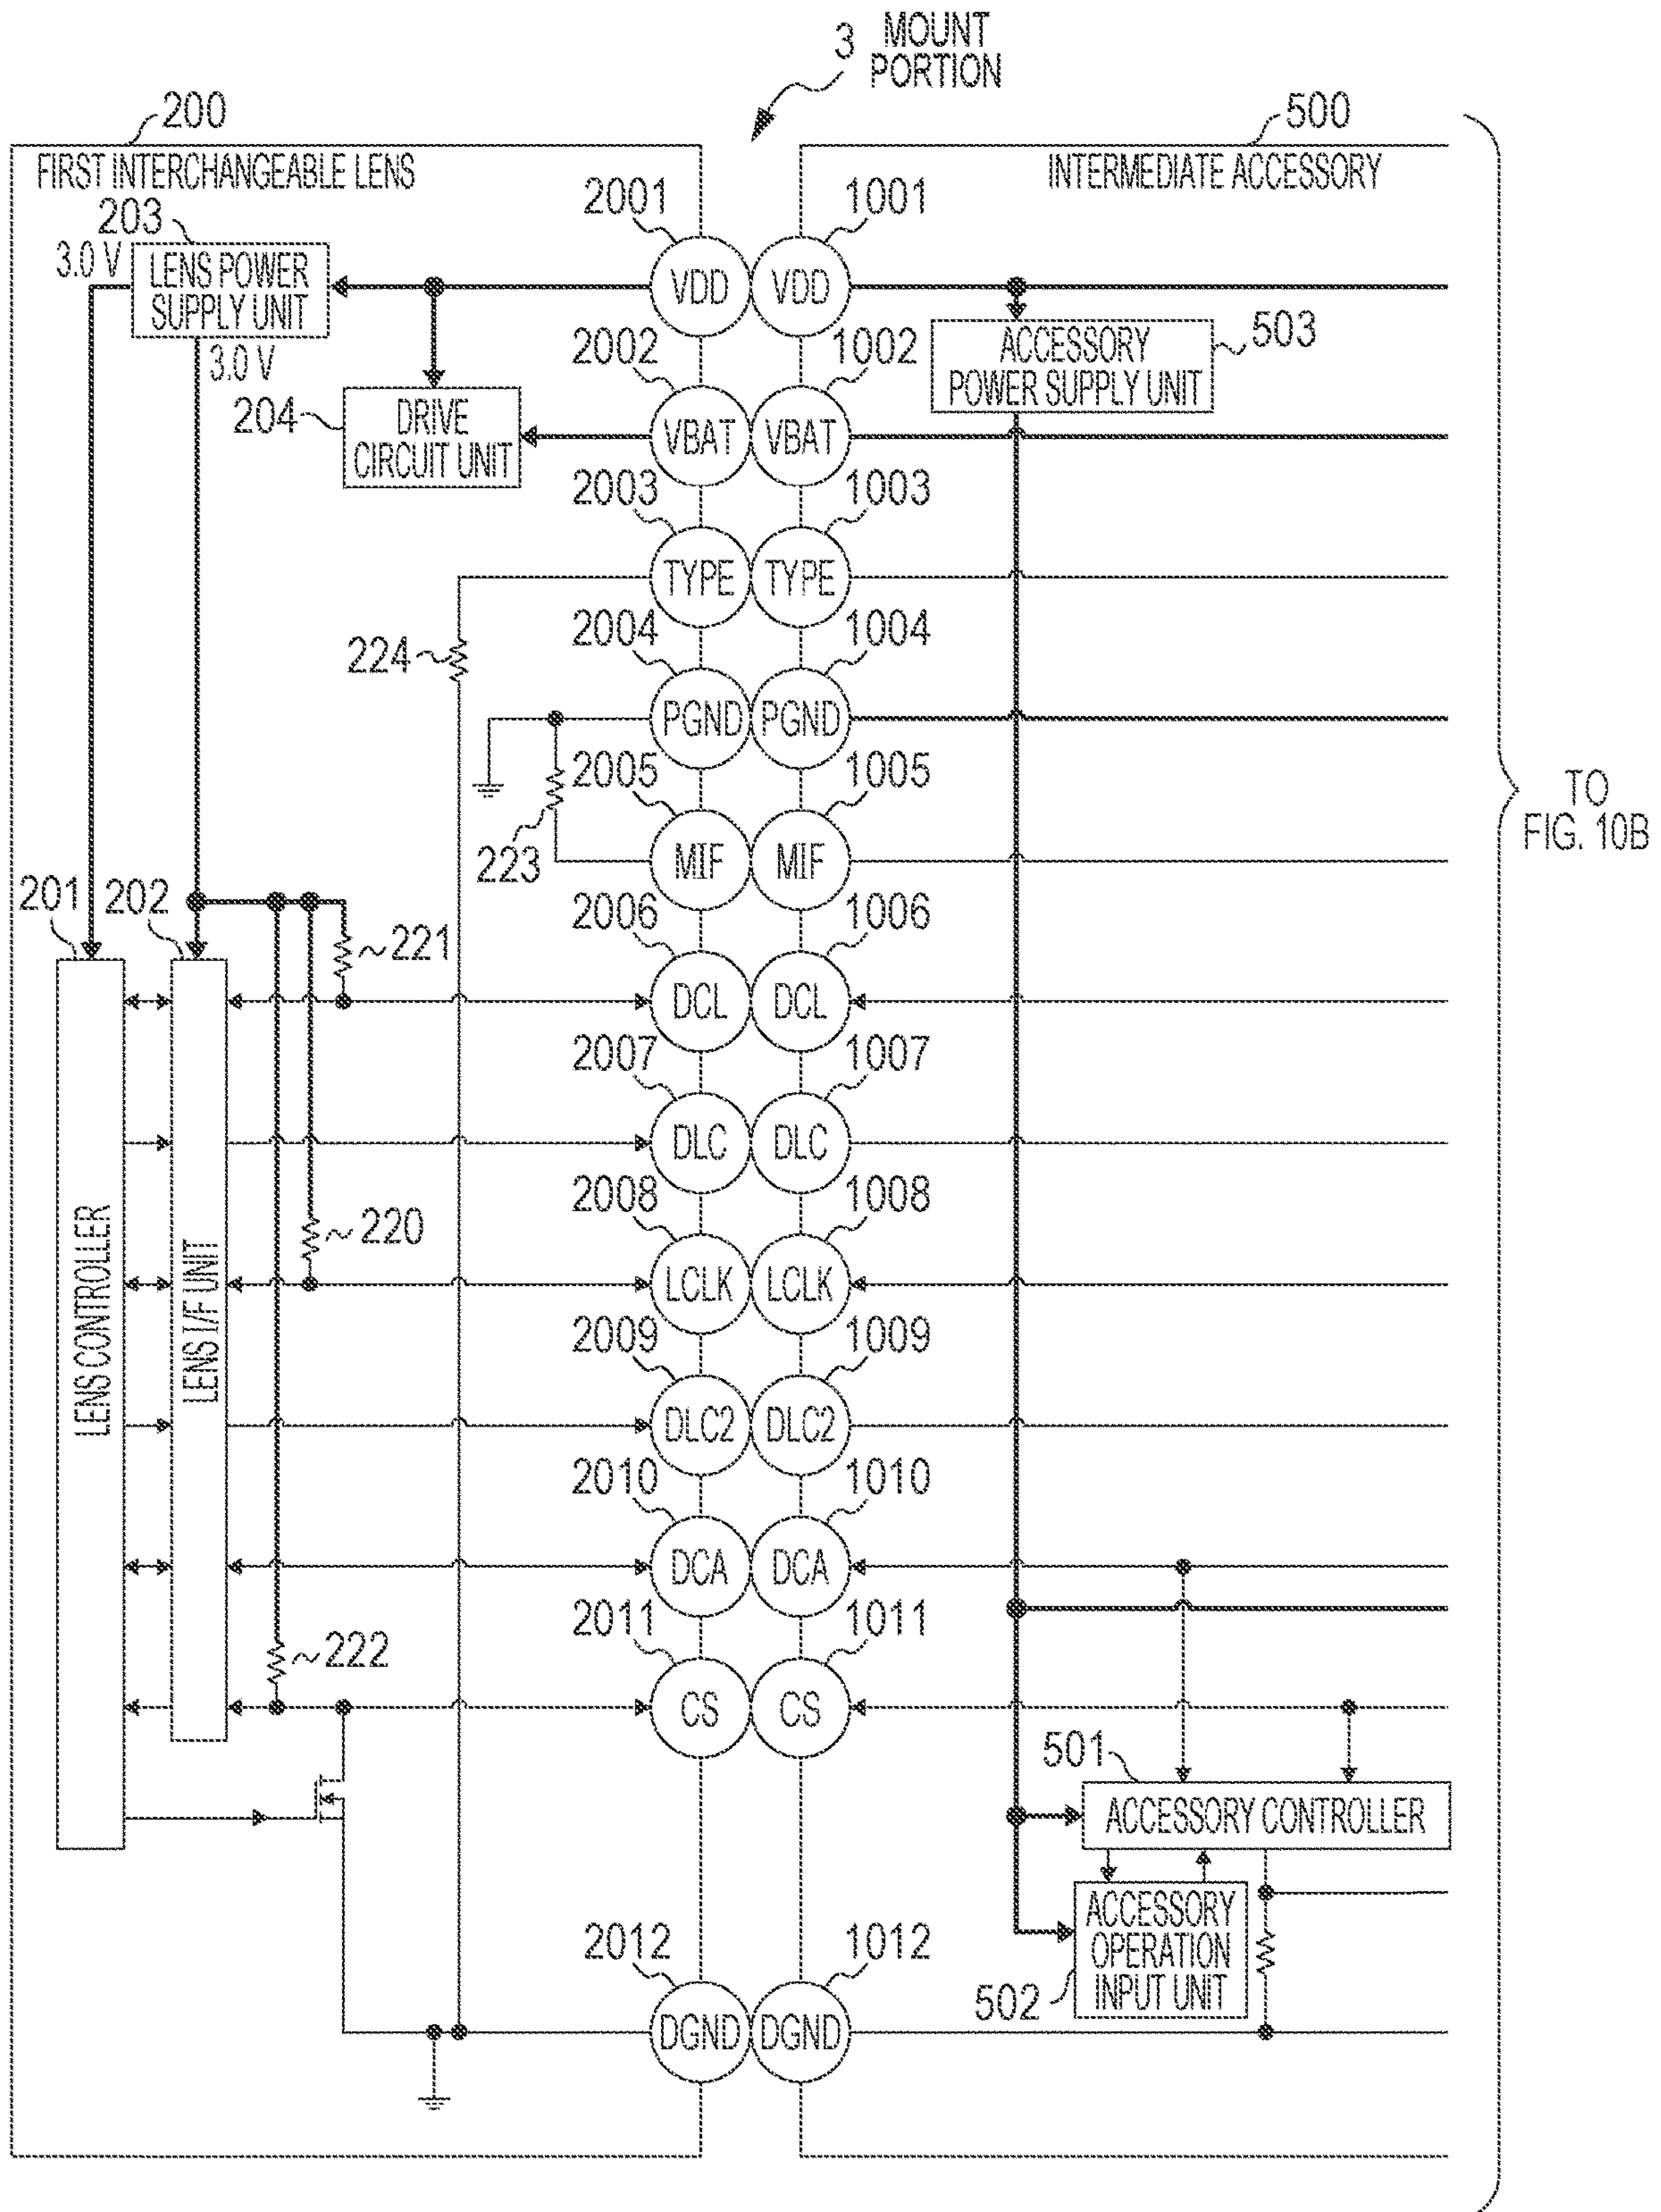 3 MOUNT
PORTION
200
500
FIRST INTERCHANGEABLE LENS
INTERMEDIATE ACCESSORY
203
2001
1001
3.0 V
LENS POWER
SUPPLY UNIT
VDD
VDD
3.0 V
2002
1002
ACCESSORY
POWER SUPPLY UNIT
503
204
DRIVE
CIRCUIT UNIT
VBAT
VBAT
2003
1003
TYPE
TYPE
224
2004
1004
PGND
PGND
2005
1005
TO
FIG. 10B
223
MIF
MIF
201
202
2006
1006
221
DCL
DCL
2007
1007
DLC
DLC
2008
1008
220
LENS CONTROLLER
LENS I/F UNIT
LCLK
LCLK
2009
1009
DLC2
DLC2
2010
1010
DCA
DCA
2011
1011
222
CS
CS
501
ACCESSORY CONTROLLER
2012
1012
ACCESSORY
OPERATION
INPUT UNIT
502
DGND
DGND